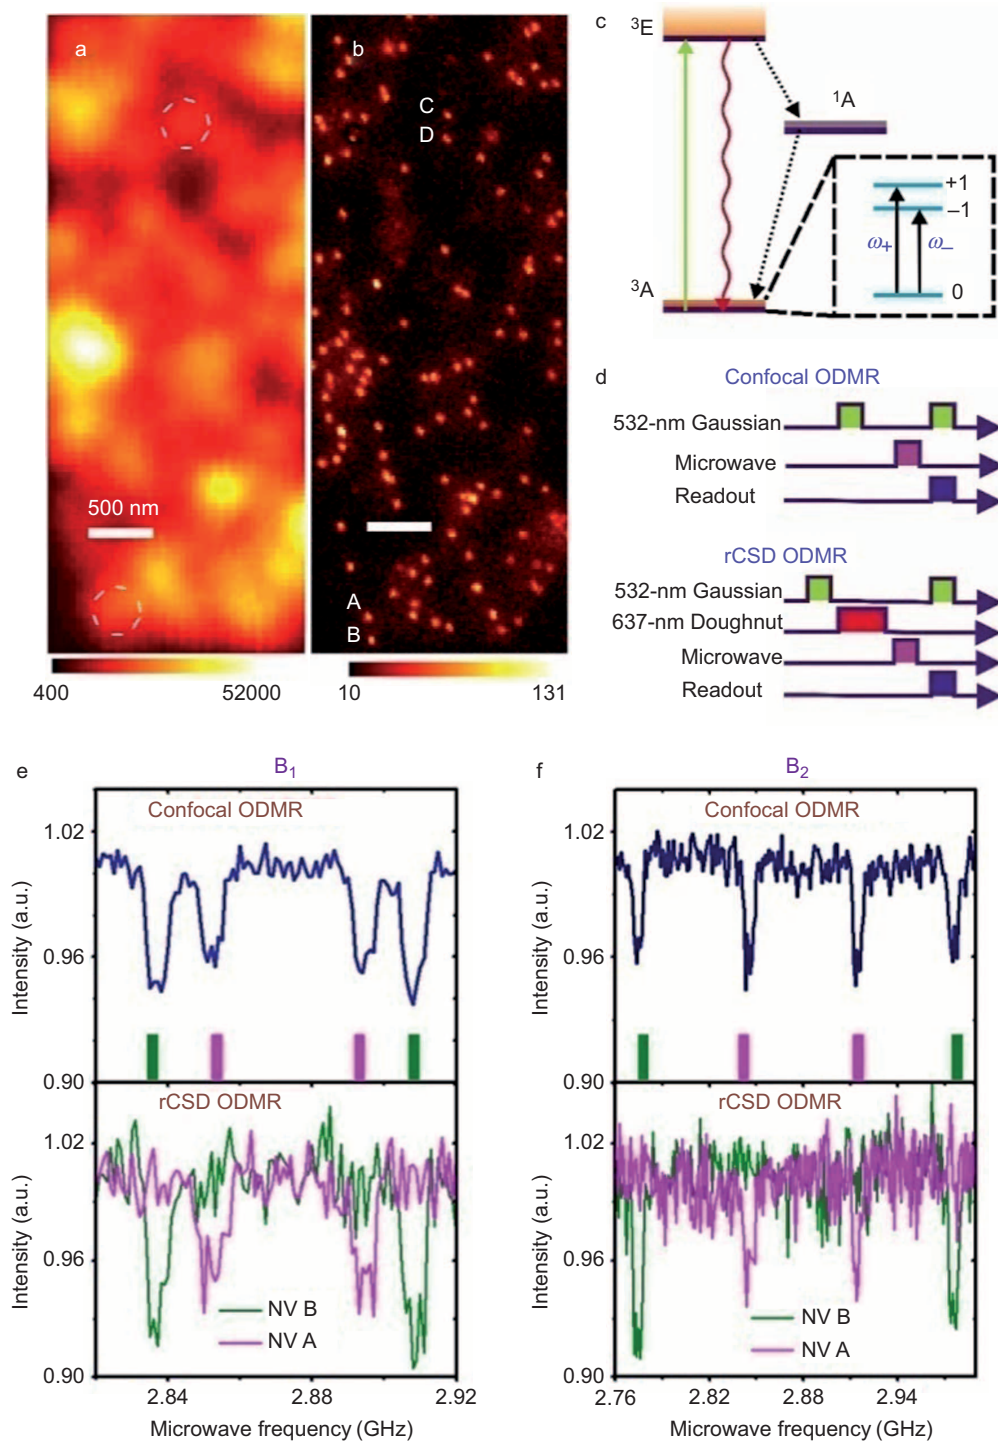 a
b
C
D
500 nm
A
B
400
52000
10
131
c
³E
¹A
³A
+1
–1
ω₊
ω₋
0
d
Confocal ODMR
532-nm Gaussian
Microwave
Readout
rCSD ODMR
532-nm Gaussian
637-nm Doughnut
Microwave
Readout
e
B₁
Confocal ODMR
1.02
0.96
0.90
Intensity (a.u.)
rCSD ODMR
1.02
0.96
0.90
Intensity (a.u.)
NV B
NV A
2.84
2.88
2.92
Microwave frequency (GHz)
f
B₂
Confocal ODMR
1.02
0.96
0.90
Intensity (a.u.)
rCSD ODMR
1.02
0.96
0.90
Intensity (a.u.)
NV B
NV A
2.76
2.82
2.88
2.94
Microwave frequency (GHz)